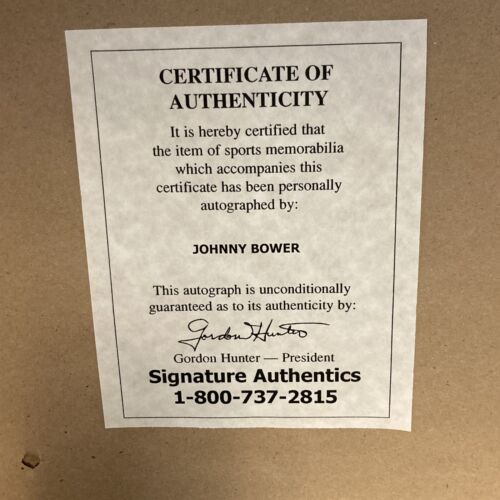 CERTIFICATE OF
AUTHENTICITY
It is hereby certified that
the item of sports memorabilia
which accompanies this
certificate has been personally
autographed by:
JOHNNY BOWER
This autograph is unconditionally
guaranteed as to its authenticity by:
Gordon Hunter
Gordon Hunter — President
Signature Authentics
1-800-737-2815